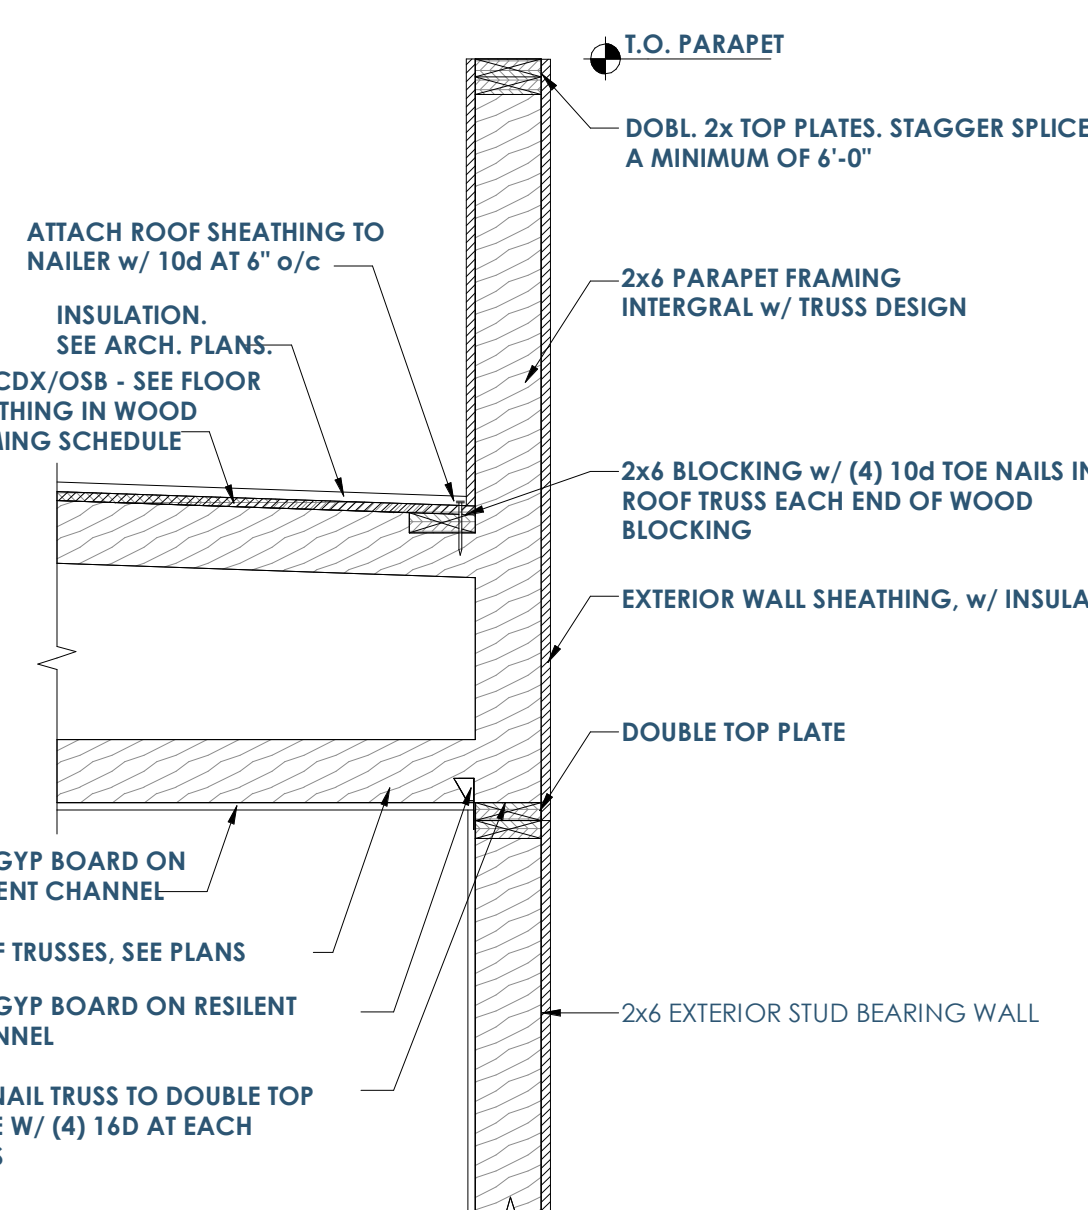 T.O. PARAPET
DOBL. 2x TOP PLATES. STAGGER SPLICE
A MINIMUM OF 6'-0"
ATTACH ROOF SHEATHING TO
NAILER w/ 10d AT 6" o/c
2x6 PARAPET FRAMING
INTERGRAL w/ TRUSS DESIGN
INSULATION.
SEE ARCH. PLANS.
CDX/OSB - SEE FLOOR
THING IN WOOD
MING SCHEDULE
2x6 BLOCKING w/ (4) 10d TOE NAILS IN
ROOF TRUSS EACH END OF WOOD
BLOCKING
EXTERIOR WALL SHEATHING, w/ INSULA
DOUBLE TOP PLATE
GYP BOARD ON
ENT CHANNEL
F TRUSSES, SEE PLANS
GYP BOARD ON RESILENT
NNEL
2x6 EXTERIOR STUD BEARING WALL
NAIL TRUSS TO DOUBLE TOP
E W/ (4) 16D AT EACH
S